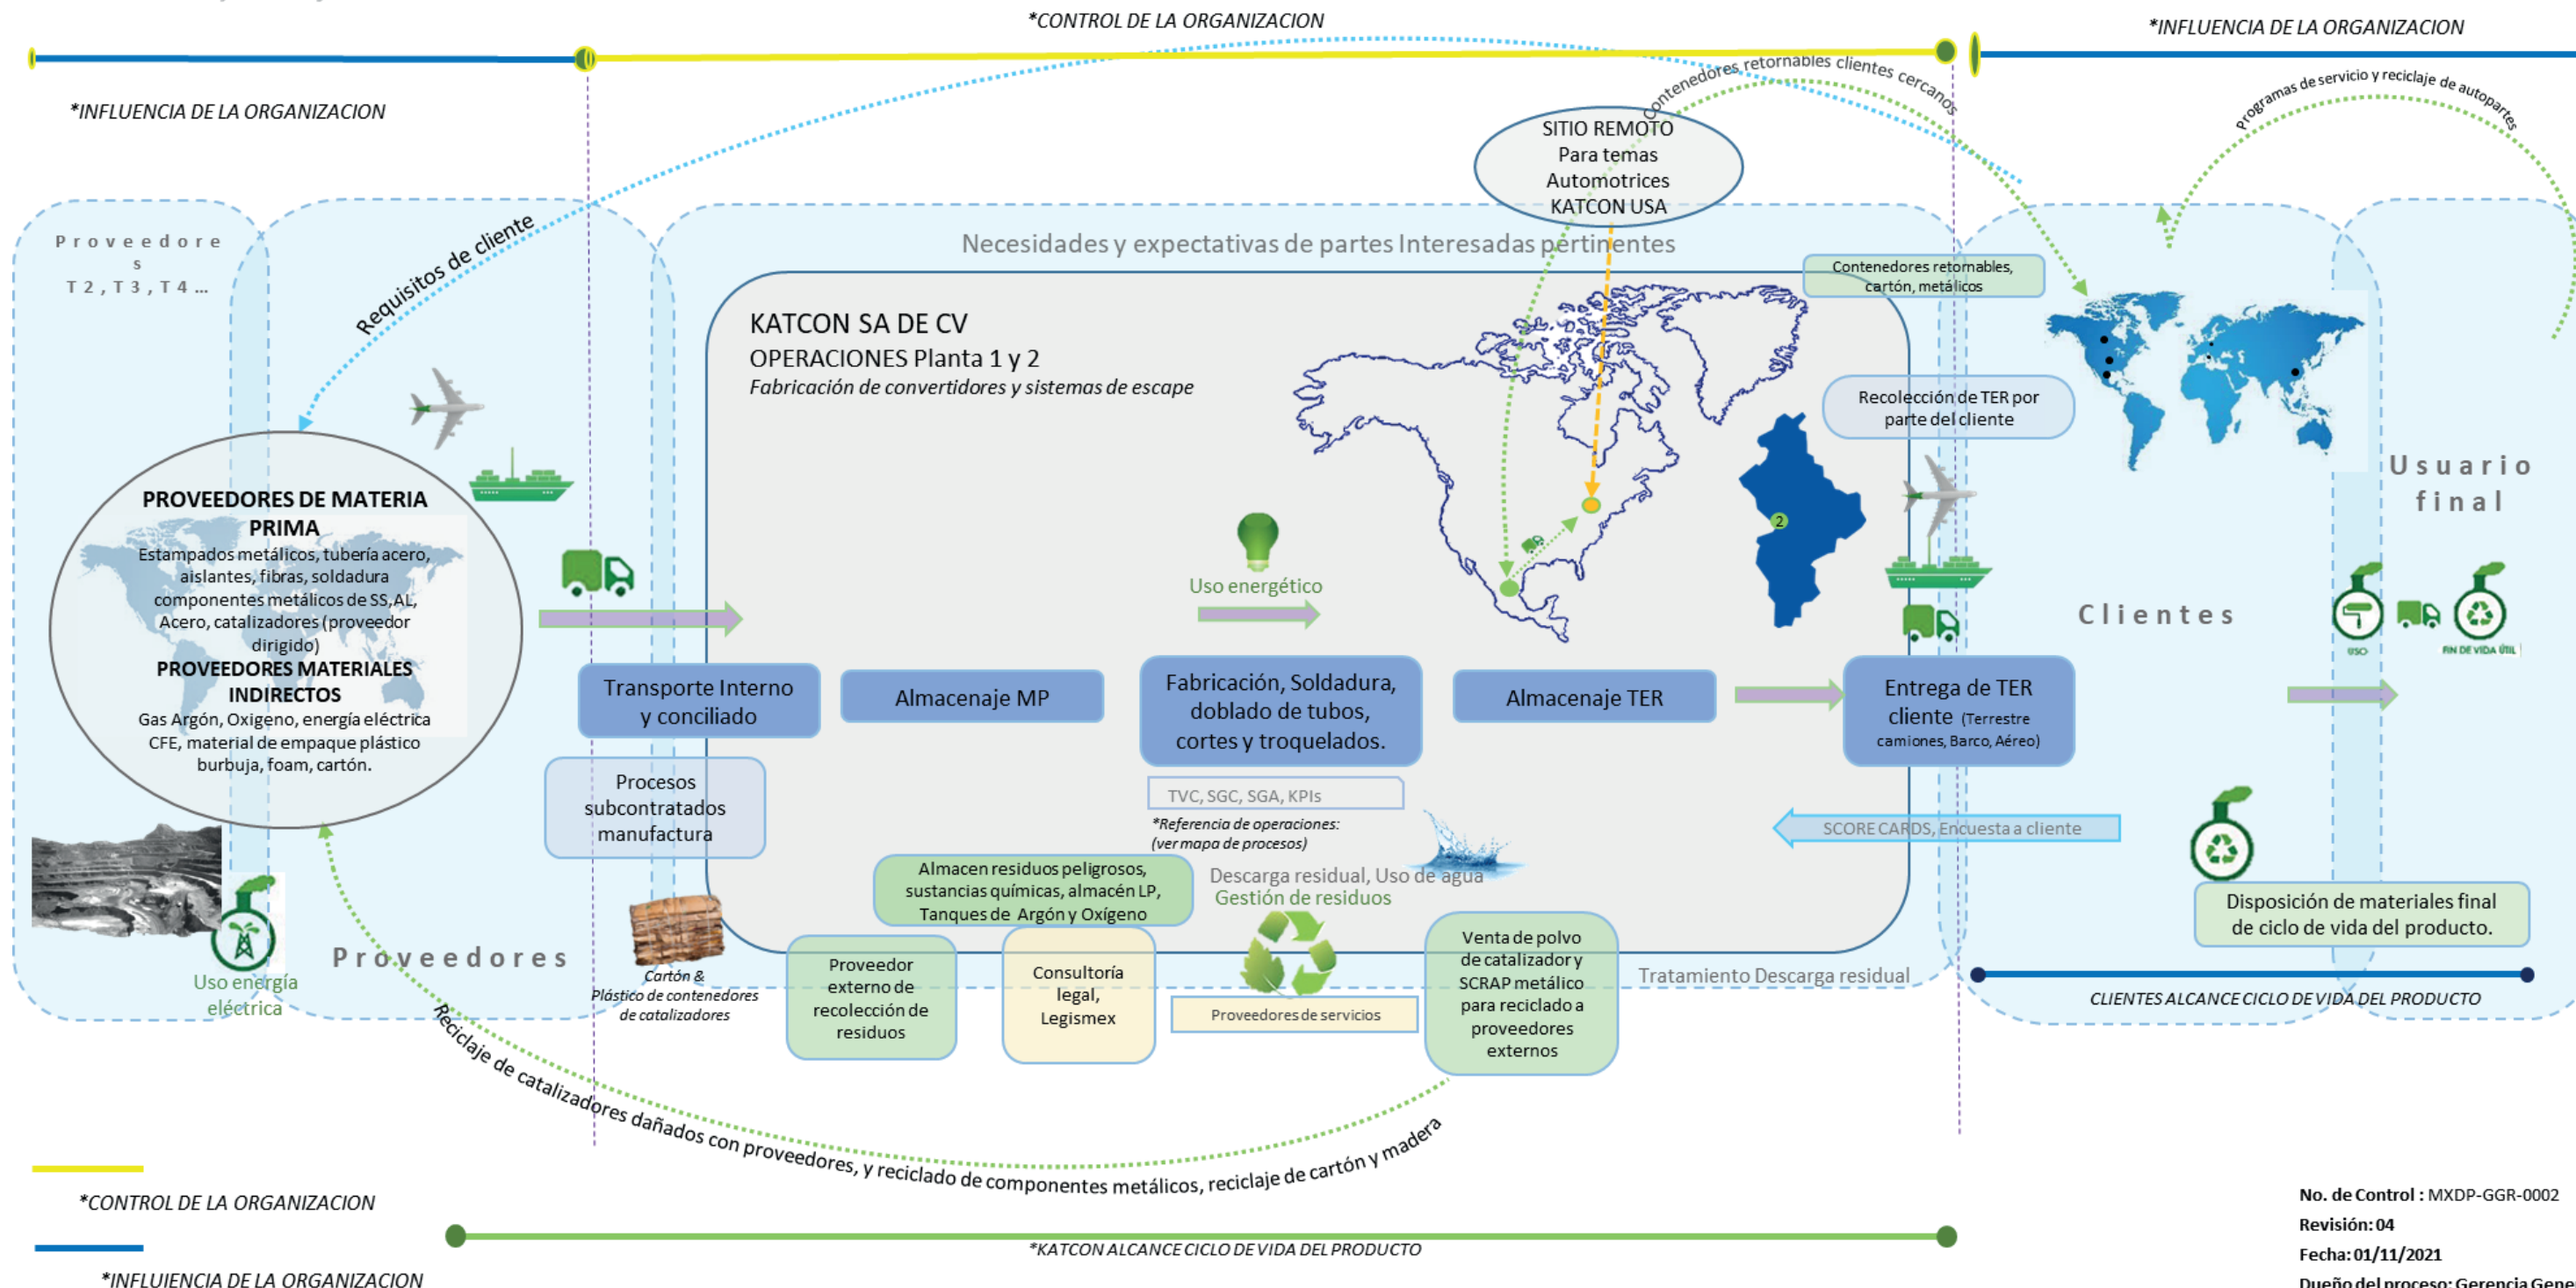 *CONTROL DE LA ORGANIZACION
*INFLUENCIA DE LA ORGANIZACION
*INFLUENCIA DE LA ORGANIZACION
Contenedores retornables clientes cercanos
Programas de servicio y reciclaje de autopartes
SITIO REMOTO
Para temas
Automotrices
KATCON USA
Proveedore
s
T2, T3, T4...
Requisitos de cliente
Necesidades y expectativas de partes Interesadas pertinentes
Contenedores retornables,
cartón, metálicos
KATCON SA DE CV
OPERACIONES Planta 1 y 2
Fabricación de convertidores y sistemas de escape
Recolección de TER por
parte del cliente
Usuario
final
PROVEEDORES DE MATERIA
PRIMA
Estampados metálicos, tubería acero,
aislantes, fibras, soldadura
componentes metálicos de SS,AL,
Acero, catalizadores (proveedor
dirigido)
PROVEEDORES MATERIALES
INDIRECTOS
Gas Argón, Oxigeno, energía eléctrica
CFE, material de empaque plástico
burbuja, foam, cartón.
2
Uso energético
Clientes
USO
FIN DE VIDA ÚTIL
Transporte Interno
y conciliado
Almacenaje MP
Fabricación, Soldadura,
doblado de tubos,
cortes y troquelados.
Almacenaje TER
Entrega de TER
cliente (Terrestre
camiones, Barco, Aéreo)
Procesos
subcontratados
manufactura
TVC, SGC, SGA, KPIs
*Referencia de operaciones:
(ver mapa de procesos)
SCORE CARDS, Encuesta a cliente
Almacen residuos peligrosos,
sustancias químicas, almacén LP,
Tanques de Argón y Oxígeno
Descarga residual, Uso de agua
Gestión de residuos
Disposición de materiales final
de ciclo de vida del producto.
Proveedores
Uso energía
eléctrica
Cartón &
Plástico de contenedores
de catalizadores
Proveedor
externo de
recolección de
residuos
Consultoría
legal,
Legismex
Proveedores de servicios
Venta de polvo
de catalizador y
SCRAP metálico
para reciclado a
proveedores
externos
Tratamiento Descarga residual
CLIENTES ALCANCE CICLO DE VIDA DEL PRODUCTO
Reciclaje de catalizadores dañados con proveedores, y reciclado de componentes metálicos, reciclaje de cartón y madera
*CONTROL DE LA ORGANIZACION
*KATCON ALCANCE CICLO DE VIDA DEL PRODUCTO
*INFLUIENCIA DE LA ORGANIZACION
No. de Control : MXDP-GGR-0002
Revisión: 04
Fecha: 01/11/2021
Dueño del proceso: Gerencia Gene